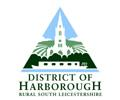 DISTRICT OF
HARBOROUGH
RURAL SOUTH LEICESTERSHIRE